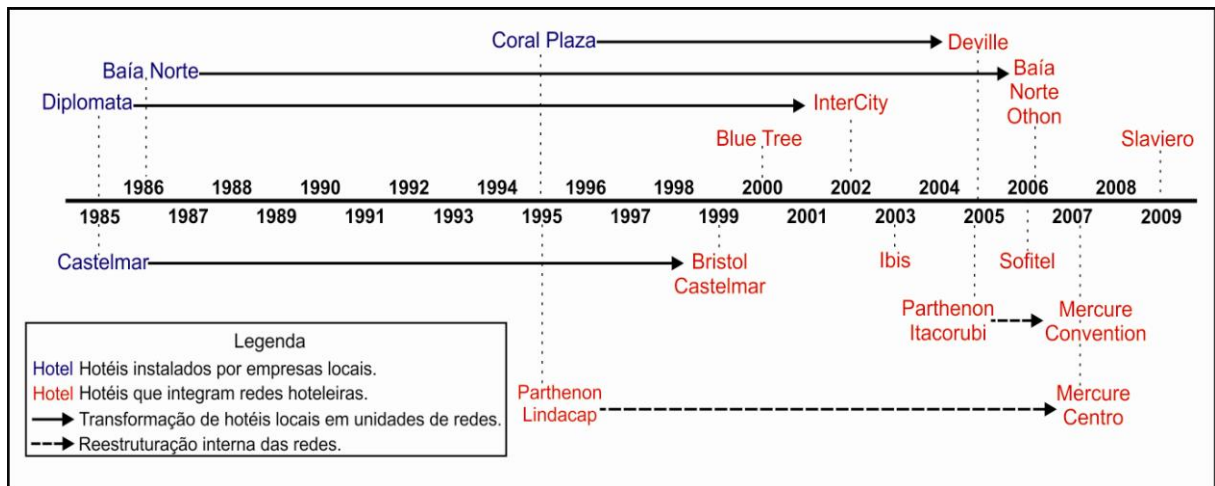 Coral Plaza Deville
Baía Norte Baía
Norte
Othon
Diplomata InterCity
Blue Tree Slaviero
1986 1988 1990 1992 1994 1996 1998 2000 2002 2004 2006 2008
1985 1987 1989 1991 1993 1995 1997 1999 2001 2003 2005 2007 2009
Castelmar Bristol
Castelmar
Ibis Sofitel
Parthenon
Itacorubi
Mercure
Convention
Parthenon
Lindacap
Mercure
Centro
Legenda
Hotel Hotéis instalados por empresas locais.
Hotel Hotéis que integram redes hoteleiras.
Transformação de hotéis locais em unidades de redes.
Reestruturação interna das redes.